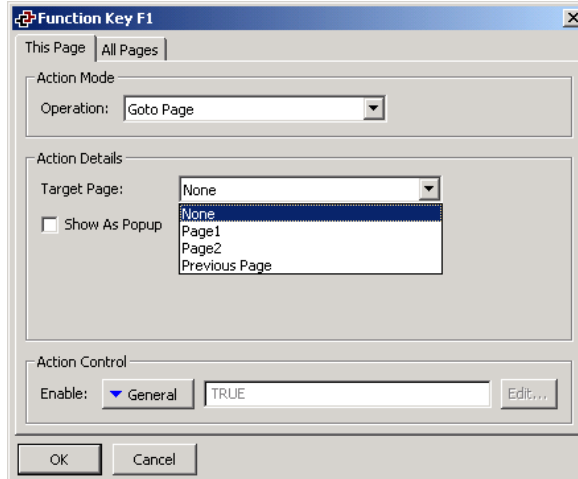 Function Key F1
This Page All Pages
Action Mode
Operation: Goto Page
Action Details
Target Page: None
None
Show As Popup
Page1
Page2
Previous Page
Action Control
Enable: General TRUE Edit...
OK Cancel